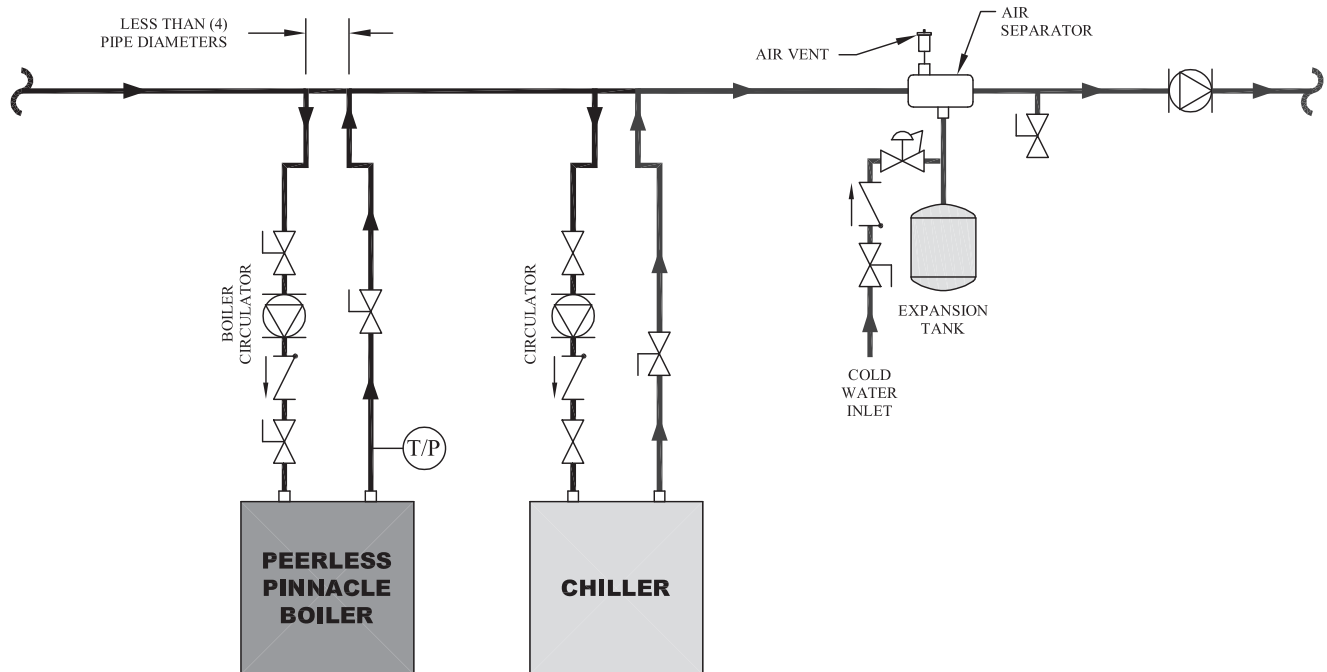 LESS THAN (4)
PIPE DIAMETERS
AIR VENT
AIR
SEPARATOR
BOILER
CIRCULATOR
CIRCULATOR
EXPANSION
TANK
COLD
WATER
INLET
T/P
PEERLESS
PINNACLE
BOILER
CHILLER